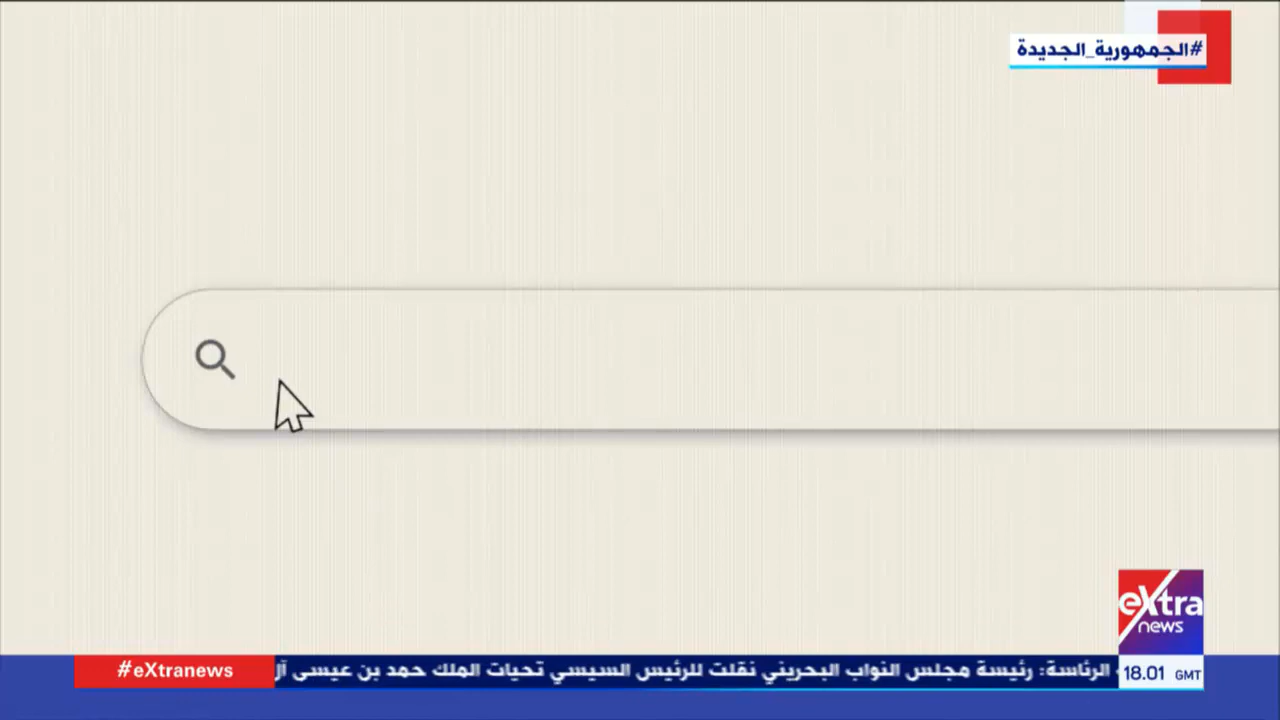 #الجمهورية_الجديدة
eXtra
news
#eXtranews
الرئاسة: رئيسة مجلس النواب البحريني نقلت للرئيس السيسي تحيات الملك حمد بن عيسى آل
18.01 GMT